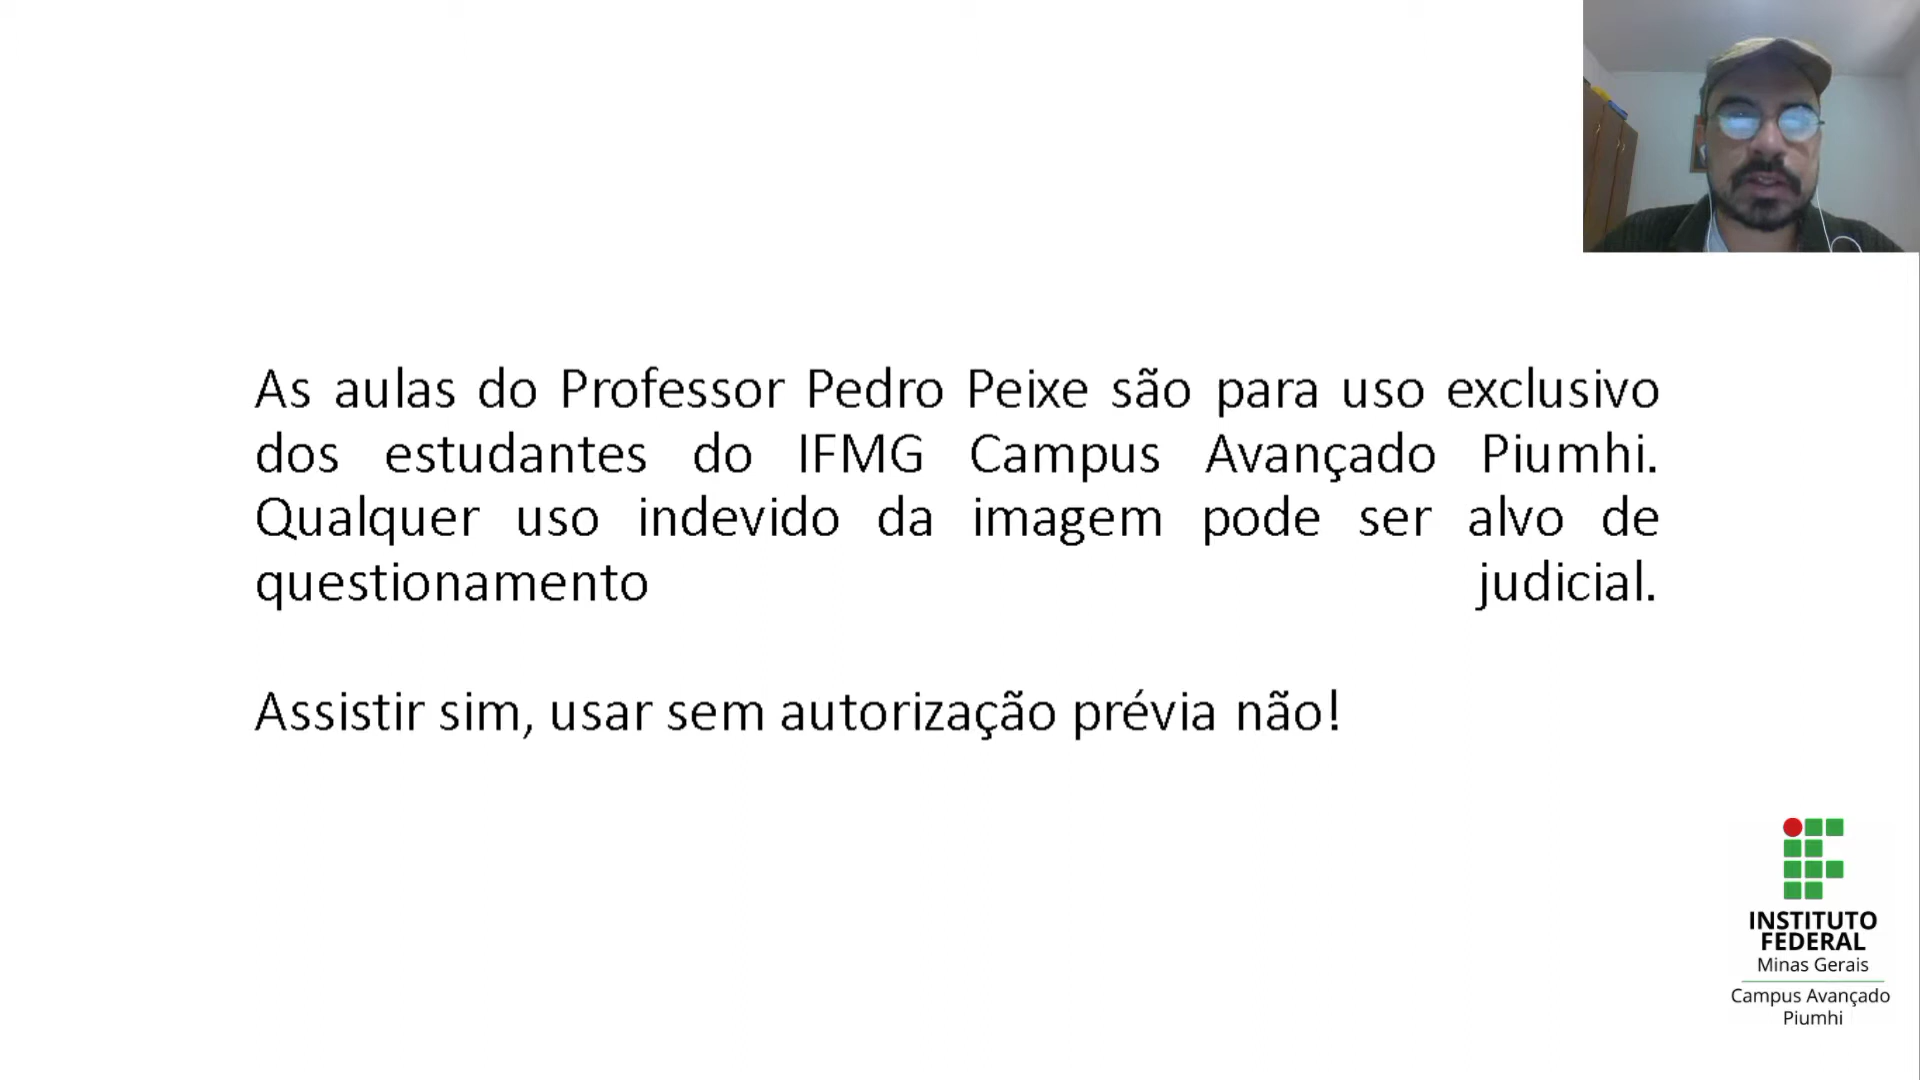 As aulas do Professor Pedro Peixe são para uso exclusivo
dos estudantes do IFMG Campus Avançado Piumhi.
Qualquer uso indevido da imagem pode ser alvo de
questionamento judicial.
Assistir sim, usar sem autorização prévia não!
INSTITUTO
FEDERAL
Minas Gerais
Campus Avançado
Piumhi